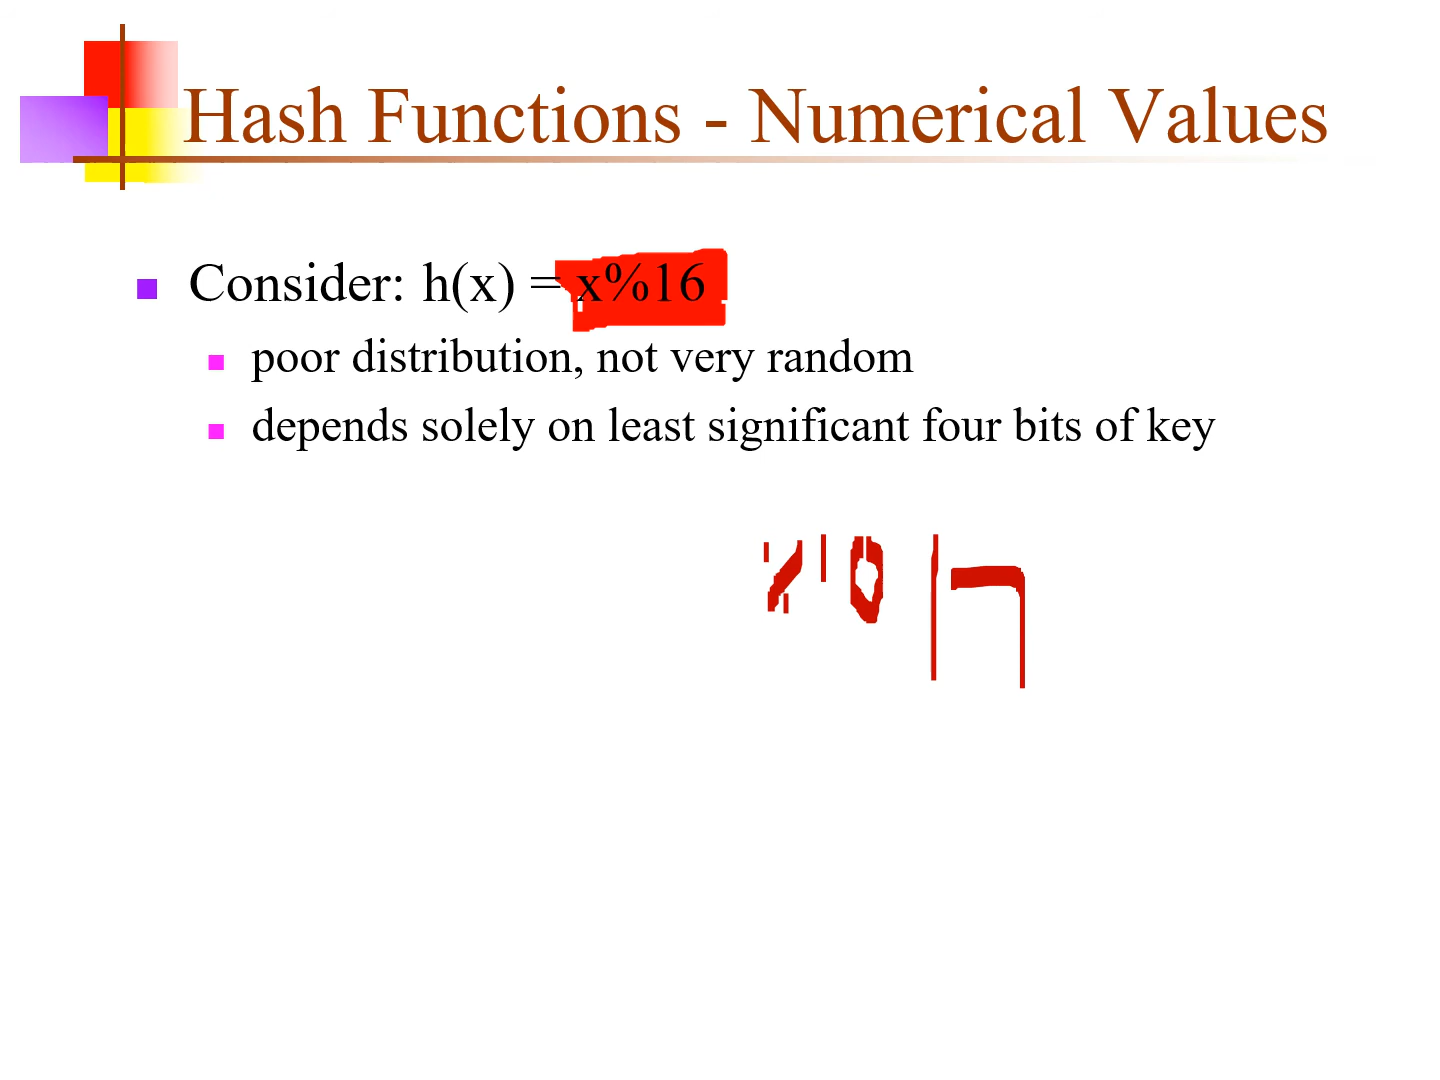 Hash Functions - Numerical Values
Consider: h(x) = x%16
poor distribution, not very random
depends solely on least significant four bits of key